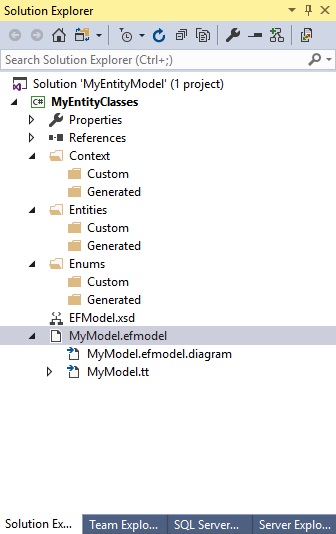 Solution Explorer
Search Solution Explorer (Ctrl+;)
Solution 'MyEntityModel' (1 project)
C# MyEntityClasses
Properties
References
Context
Custom
Generated
Entities
Custom
Generated
Enums
Custom
Generated
EFModel.xsd
MyModel.efmodel
MyModel.efmodel.diagram
MyModel.tt
Solution Ex... Team Explo... SQL Server... Server Explo...